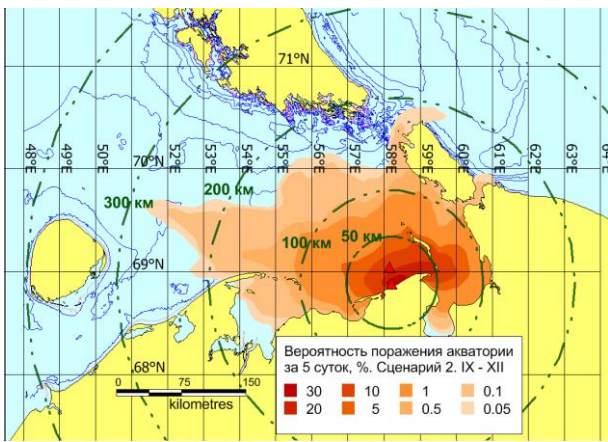 71°N
70°N
48°E
49°E
50°E
51°E
52°E
53°E
54°E
55°E
56°E
57°E
58°E
59°E
60°E
61°E
62°E
63°E
64
300 км
200 км
100 км
50 км
69°N
68°N
0 75 150
kilometres
Вероятность поражения акватории
за 5 суток, %. Сценарий 2. IX - XII
30 10 1 0.1
20 5 0.5 0.05